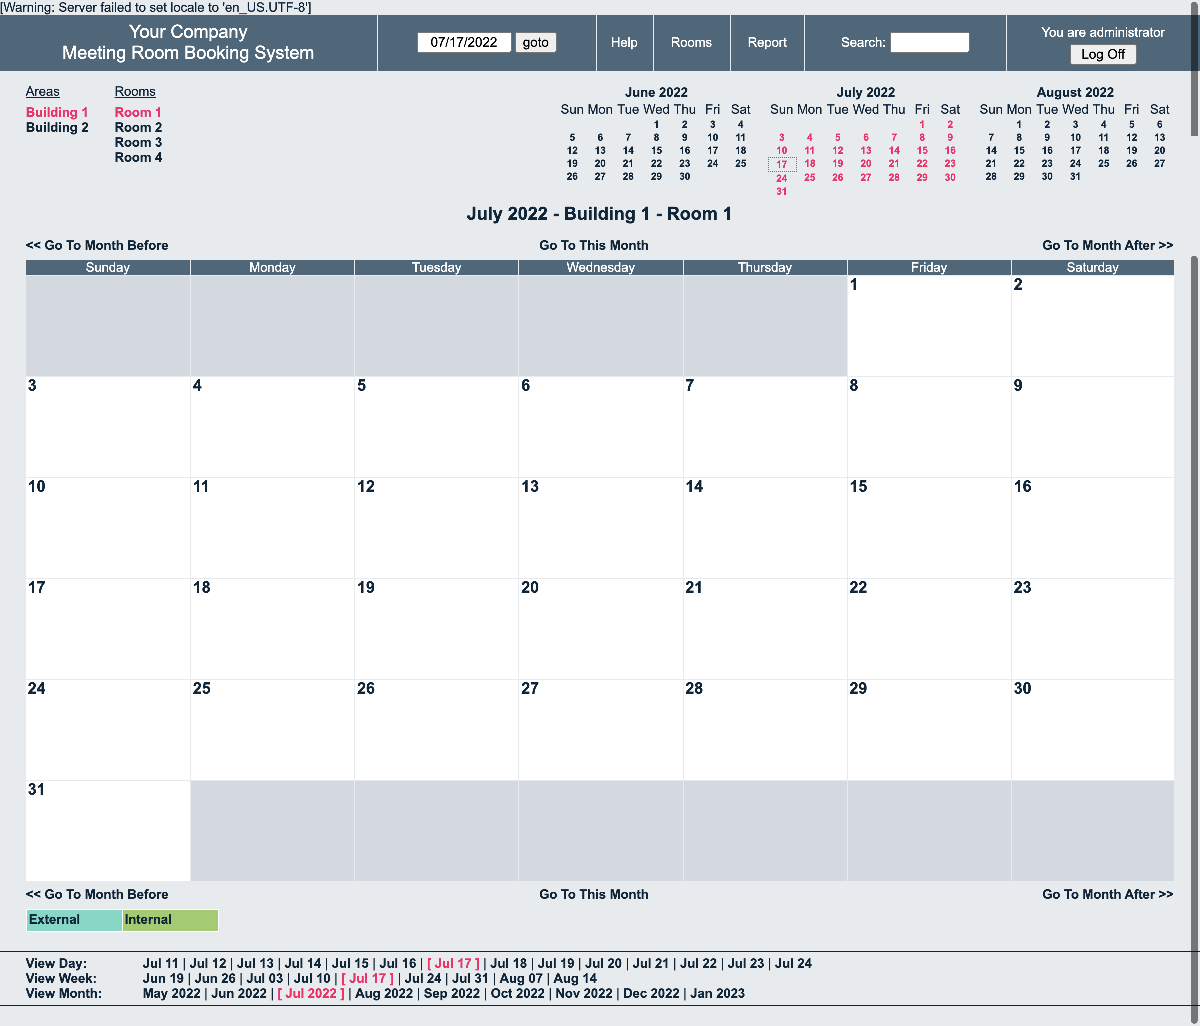 [Warning: Server failed to set locale to 'en_US.UTF-8']
Your Company
Meeting Room Booking System
07/17/2022 goto
Help
Rooms
Report
Search:
You are administrator
Log Off
Areas
Building 1
Building 2
Rooms
Room 1
Room 2
Room 3
Room 4
June 2022
Sun Mon Tue Wed Thu Fri Sat
1 2 3 4
5 6 7 8 9 10 11
12 13 14 15 16 17 18
19 20 21 22 23 24 25
26 27 28 29 30
July 2022
Sun Mon Tue Wed Thu Fri Sat
1 2
3 4 5 6 7 8 9
10 11 12 13 14 15 16
17 18 19 20 21 22 23
24 25 26 27 28 29 30
31
August 2022
Sun Mon Tue Wed Thu Fri Sat
1 2 3 4 5 6
7 8 9 10 11 12 13
14 15 16 17 18 19 20
21 22 23 24 25 26 27
28 29 30 31
July 2022 - Building 1 - Room 1
<< Go To Month Before Go To This Month Go To Month After >>
Sunday Monday Tuesday Wednesday Thursday Friday Saturday
1 2
3 4 5 6 7 8 9
10 11 12 13 14 15 16
17 18 19 20 21 22 23
24 25 26 27 28 29 30
31
<< Go To Month Before Go To This Month Go To Month After >>
External Internal
View Day: Jul 11 | Jul 12 | Jul 13 | Jul 14 | Jul 15 | Jul 16 | [ Jul 17 ] | Jul 18 | Jul 19 | Jul 20 | Jul 21 | Jul 22 | Jul 23 | Jul 24
View Week: Jun 19 | Jun 26 | Jul 03 | Jul 10 | [ Jul 17 ] | Jul 24 | Jul 31 | Aug 07 | Aug 14
View Month: May 2022 | Jun 2022 | [ Jul 2022 ] | Aug 2022 | Sep 2022 | Oct 2022 | Nov 2022 | Dec 2022 | Jan 2023